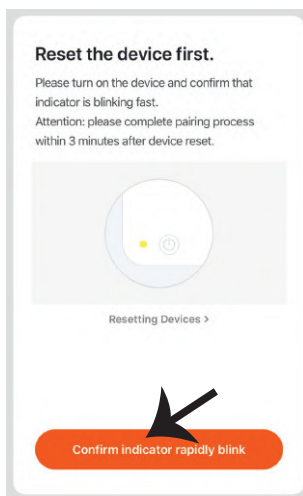 Reset the device first.
Please turn on the device and confirm that
indicator is blinking fast.
Attention: please complete pairing process
within 3 minutes after device reset.
Resetting Devices >
Confirm indicator rapidly blink